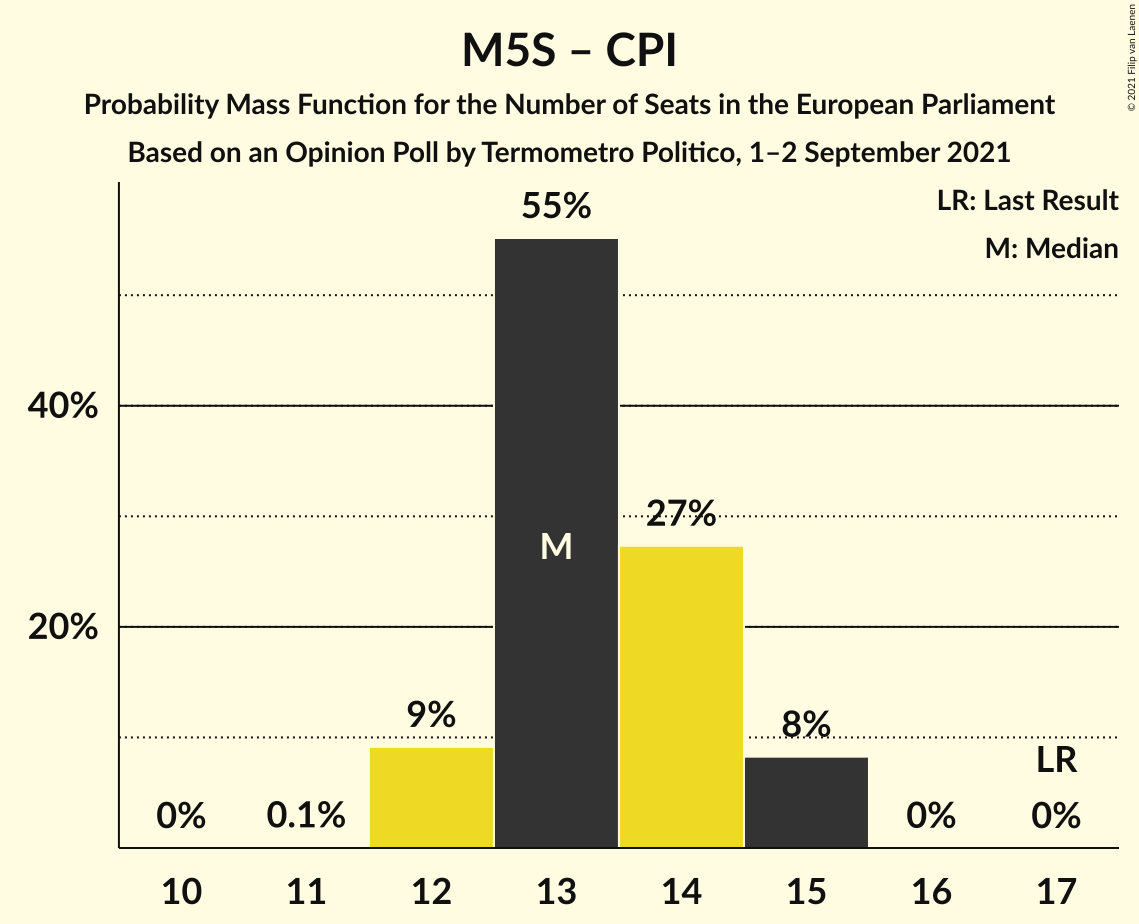 M5S – CPI
Probability Mass Function for the Number of Seats in the European Parliament
Based on an Opinion Poll by Termometro Politico, 1–2 September 2021
© 2021 Filip van Laenen
LR: Last Result
M: Median
55%
40%
27%
M
20%
9%
8%
LR
0%
0.1%
0%
0%
10
11
12
13
14
15
16
17